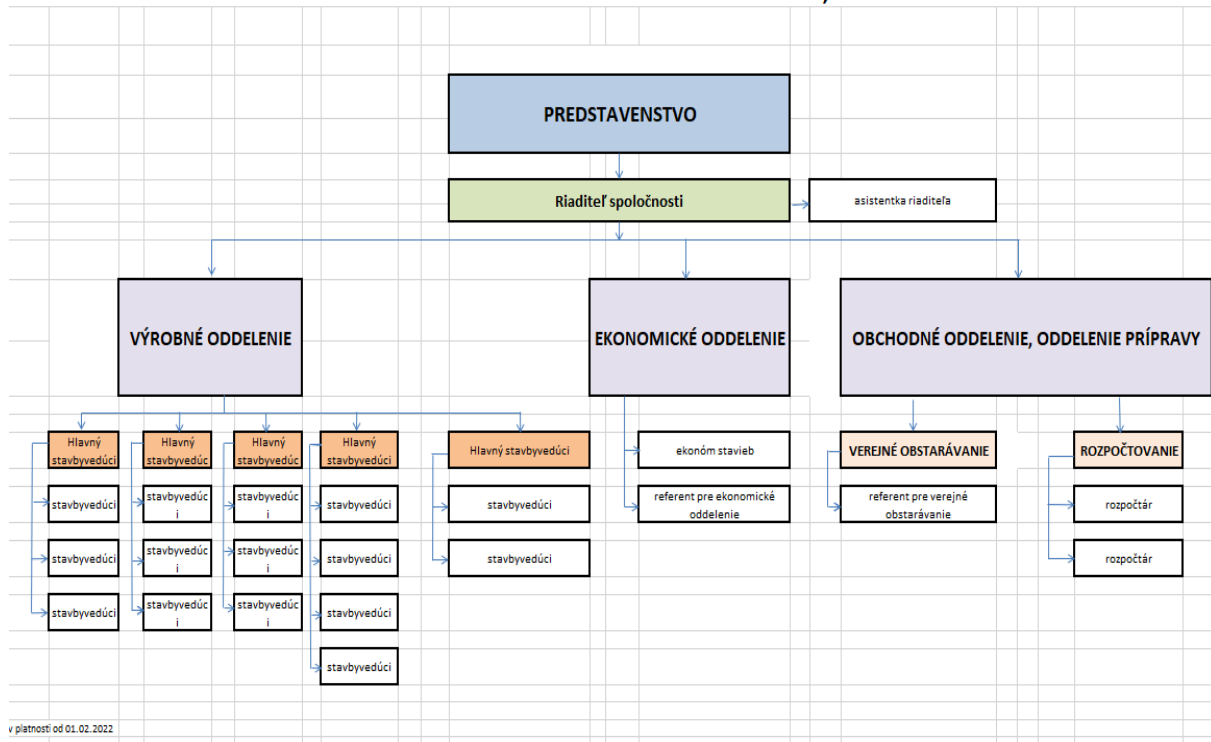 PREDSTAVENSTVO
Riaditeľ spoločnosti
asistentka riaditeľa
VÝROBNÉ ODDELENIE
EKONOMICKÉ ODDELENIE
OBCHODNÉ ODDELENIE, ODDELENIE PRÍPRAVY
Hlavný
stavbyvedúci
Hlavný
stavbyvedúc
Hlavný
stavbyvedúc
Hlavný
stavbyvedúci
Hlavný stavbyvedúci
ekonóm stavieb
VEREJNÉ OBSTARÁVANIE
ROZPOČTOVANIE
stavbyvedúci
stavbyvedúc
i
stavbyvedúc
i
stavbyvedúci
stavbyvedúci
referent pre ekonomické
oddelenie
referent pre verejné
obstarávanie
rozpočtár
stavbyvedúci
stavbyvedúc
i
stavbyvedúc
i
stavbyvedúci
stavbyvedúci
rozpočtár
stavbyvedúci
stavbyvedúc
i
stavbyvedúc
i
stavbyvedúci
stavbyvedúci
v platnosti od 01.02.2022